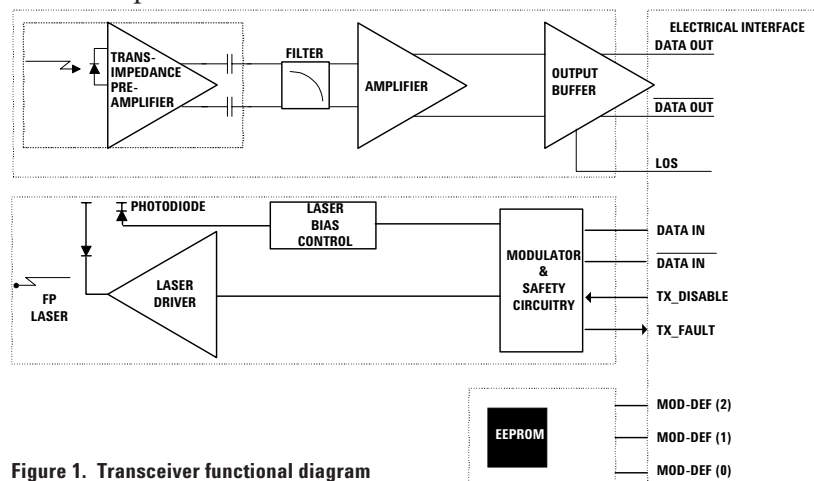 ELECTRICAL INTERFACE
TRANS-
IMPEDANCE
PRE-
AMPLIFIER
FILTER
AMPLIFIER
OUTPUT
BUFFER
DATA OUT
DATA OUT
LOS
PHOTODIODE
LASER
BIAS
CONTROL
MODULATOR
&
SAFETY
CIRCUITRY
DATA IN
DATA IN
TX_DISABLE
TX_FAULT
FP
LASER
LASER
DRIVER
EEPROM
MOD-DEF (2)
MOD-DEF (1)
MOD-DEF (0)
Figure 1. Transceiver functional diagram